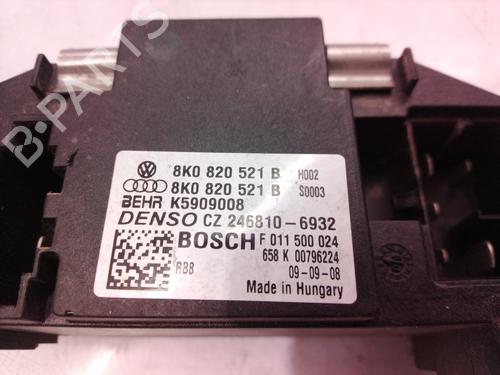 B-PARTS
8K0 820 521 B H002
8K0 820 521 B S0003
BEHR K5909008
DENSO CZ 246810-6932
BOSCH F 011 500 024
658 K 00796224
RB8 09-09-08
Made in Hungary